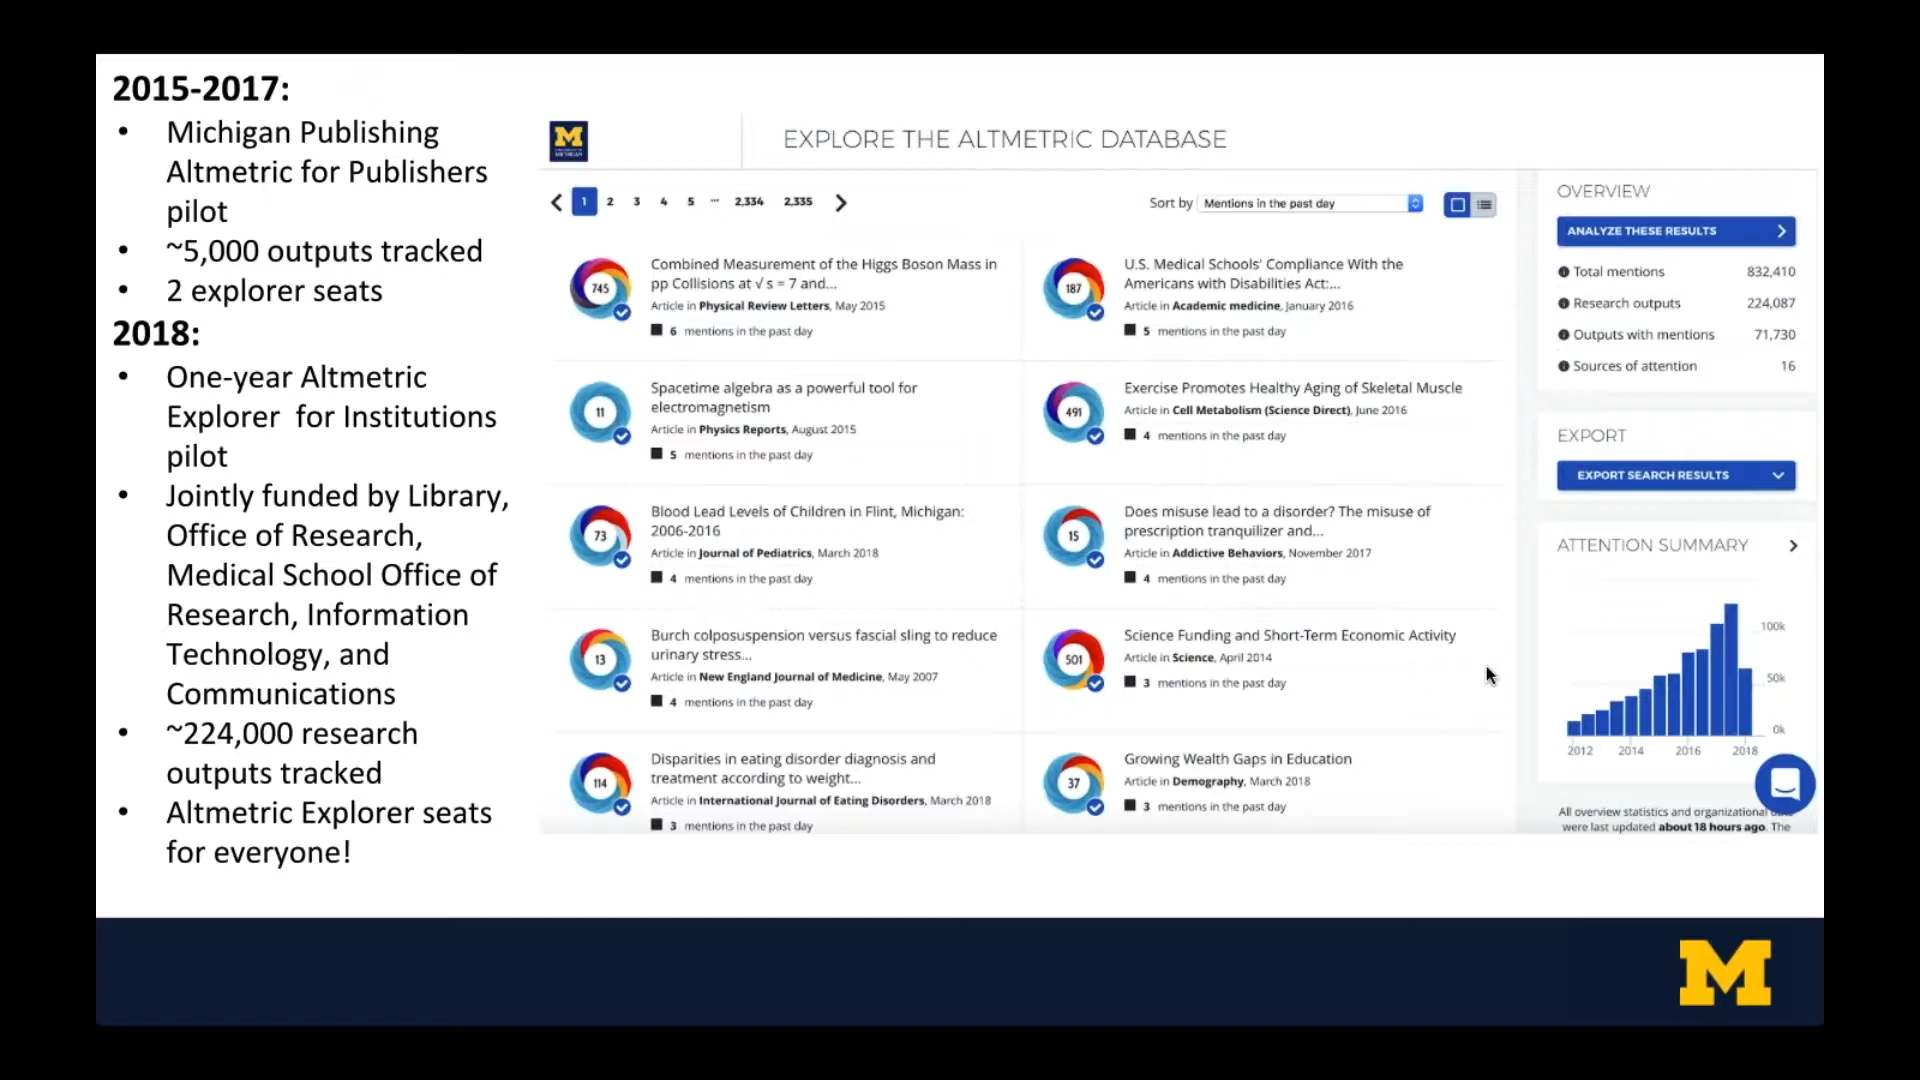 2015-2017:
• Michigan Publishing
Altmetric for Publishers
pilot
• ~5,000 outputs tracked
• 2 explorer seats
2018:
• One-year Altmetric
Explorer for Institutions
pilot
• Jointly funded by Library,
Office of Research,
Medical School Office of
Research, Information
Technology, and
Communications
• ~224,000 research
outputs tracked
• Altmetric Explorer seats
for everyone!
M
MICHIGAN
EXPLORE THE ALTMETRIC DATABASE
1 2 3 4 5 ... 2,334 2,335
Sort by Mentions in the past day
745
Combined Measurement of the Higgs Boson Mass in
pp Collisions at √ s = 7 and...
Article in Physical Review Letters, May 2015
6 mentions in the past day
187
U.S. Medical Schools' Compliance With the
Americans with Disabilities Act:...
Article in Academic medicine, January 2016
5 mentions in the past day
11
Spacetime algebra as a powerful tool for
electromagnetism
Article in Physics Reports, August 2015
5 mentions in the past day
491
Exercise Promotes Healthy Aging of Skeletal Muscle
Article in Cell Metabolism (Science Direct), June 2016
4 mentions in the past day
73
Blood Lead Levels of Children in Flint, Michigan:
2006-2016
Article in Journal of Pediatrics, March 2018
4 mentions in the past day
15
Does misuse lead to a disorder? The misuse of
prescription tranquilizer and...
Article in Addictive Behaviors, November 2017
4 mentions in the past day
13
Burch colposuspension versus fascial sling to reduce
urinary stress...
Article in New England Journal of Medicine, May 2007
4 mentions in the past day
501
Science Funding and Short-Term Economic Activity
Article in Science, April 2014
3 mentions in the past day
114
Disparities in eating disorder diagnosis and
treatment according to weight...
Article in International Journal of Eating Disorders, March 2018
3 mentions in the past day
37
Growing Wealth Gaps in Education
Article in Demography, March 2018
3 mentions in the past day
OVERVIEW
ANALYZE THESE RESULTS
Total mentions 832,410
Research outputs 224,087
Outputs with mentions 71,730
Sources of attention 16
EXPORT
EXPORT SEARCH RESULTS
ATTENTION SUMMARY
100k
50k
0k
2012 2014 2016 2018
All overview statistics and organizational
were last updated about 18 hours ago. The
M